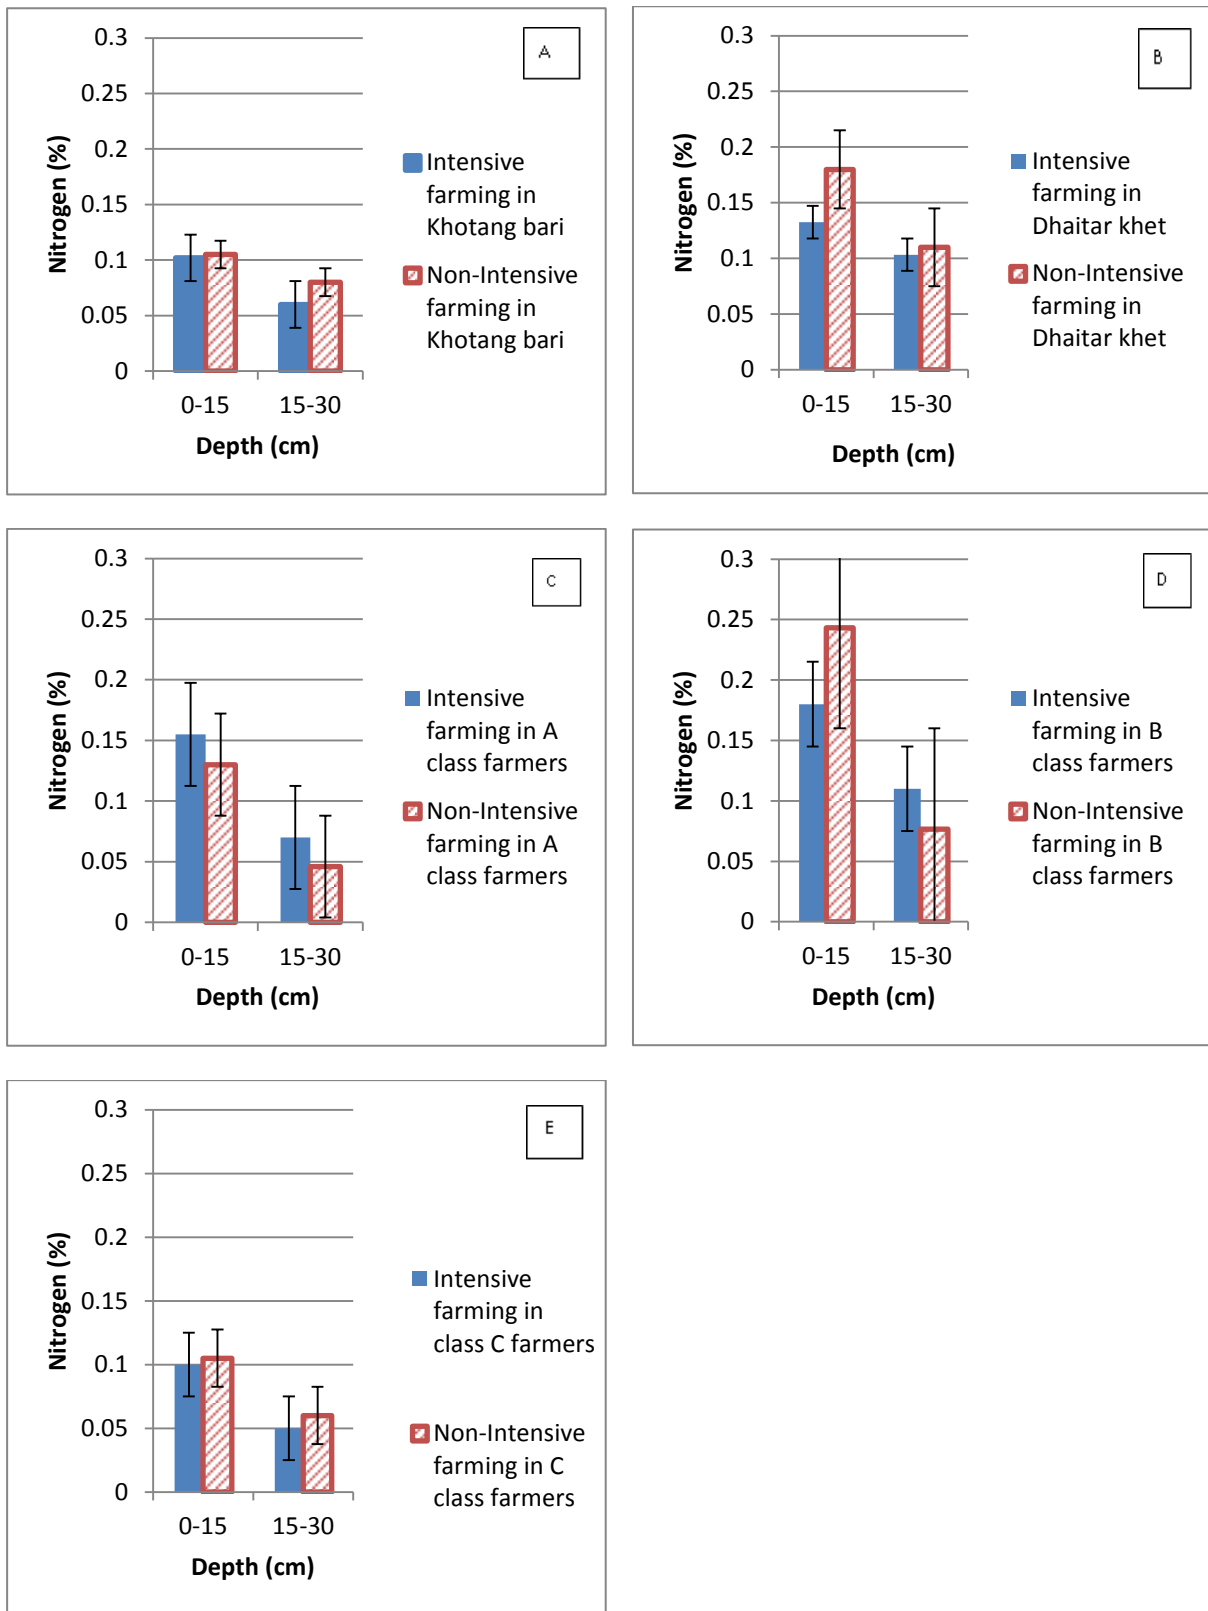 A
0.3
0.25
0.2
0.15
0.1
0.05
0
Nitrogen (%)
0-15
15-30
Depth (cm)
Intensive
farming in
Khotang bari
Non-Intensive
farming in
Khotang bari
B
0.3
0.25
0.2
0.15
0.1
0.05
0
Nitrogen (%)
0-15
15-30
Depth (cm)
Intensive
farming in
Dhaitar khet
Non-Intensive
farming in
Dhaitar khet
C
0.3
0.25
0.2
0.15
0.1
0.05
0
Nitrogen (%)
0-15
15-30
Depth (cm)
Intensive
farming in A
class farmers
Non-Intensive
farming in A
class farmers
D
0.3
0.25
0.2
0.15
0.1
0.05
0
Nitrogen (%)
0-15
15-30
Depth (cm)
Intensive
farming in B
class farmers
Non-Intensive
farming in B
class farmers
E
0.3
0.25
0.2
0.15
0.1
0.05
0
Nitrogen (%)
0-15
15-30
Depth (cm)
Intensive
farming in
class C farmers
Non-Intensive
farming in C
class farmers